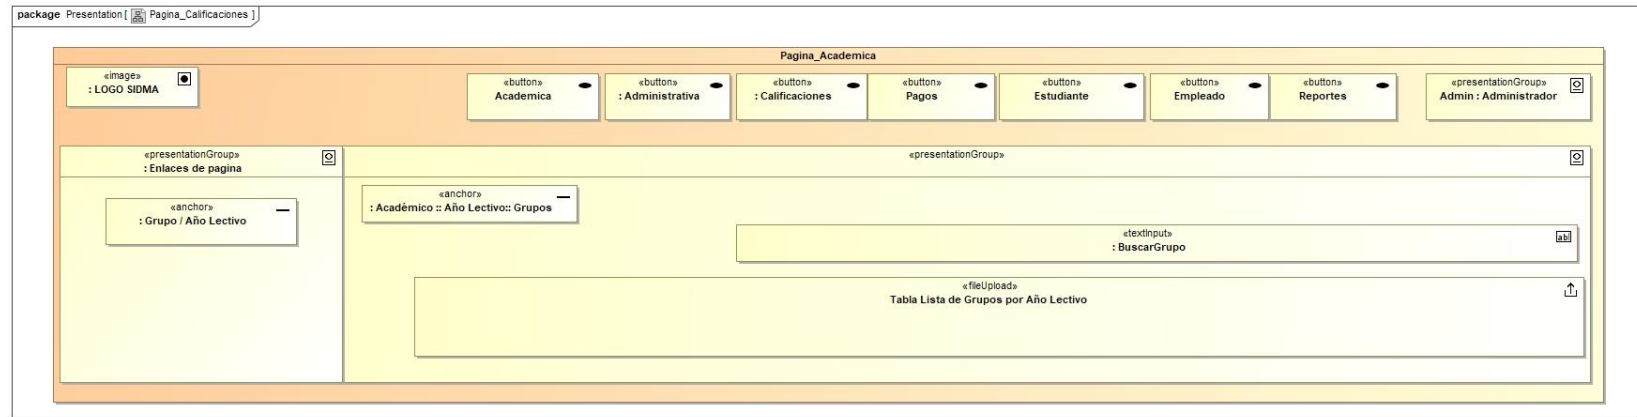 package Presentation [ Pagina_Calificaciones ]
Pagina_Academica
«image»
: LOGO SIDMA
«button»
Academica
«button»
: Administrativa
«button»
: Calificaciones
«button»
Pagos
«button»
Estudiante
«button»
Empleado
«button»
Reportes
«presentationGroup»
Admin : Administrador
«presentationGroup»
: Enlaces de pagina
«anchor»
: Grupo / Año Lectivo
«presentationGroup»
«anchor»
: Acadèmico :: Año Lectivo:: Grupos
«textInput»
: BuscarGrupo
abl
«fileUpload»
Tabla Lista de Grupos por Año Lectivo